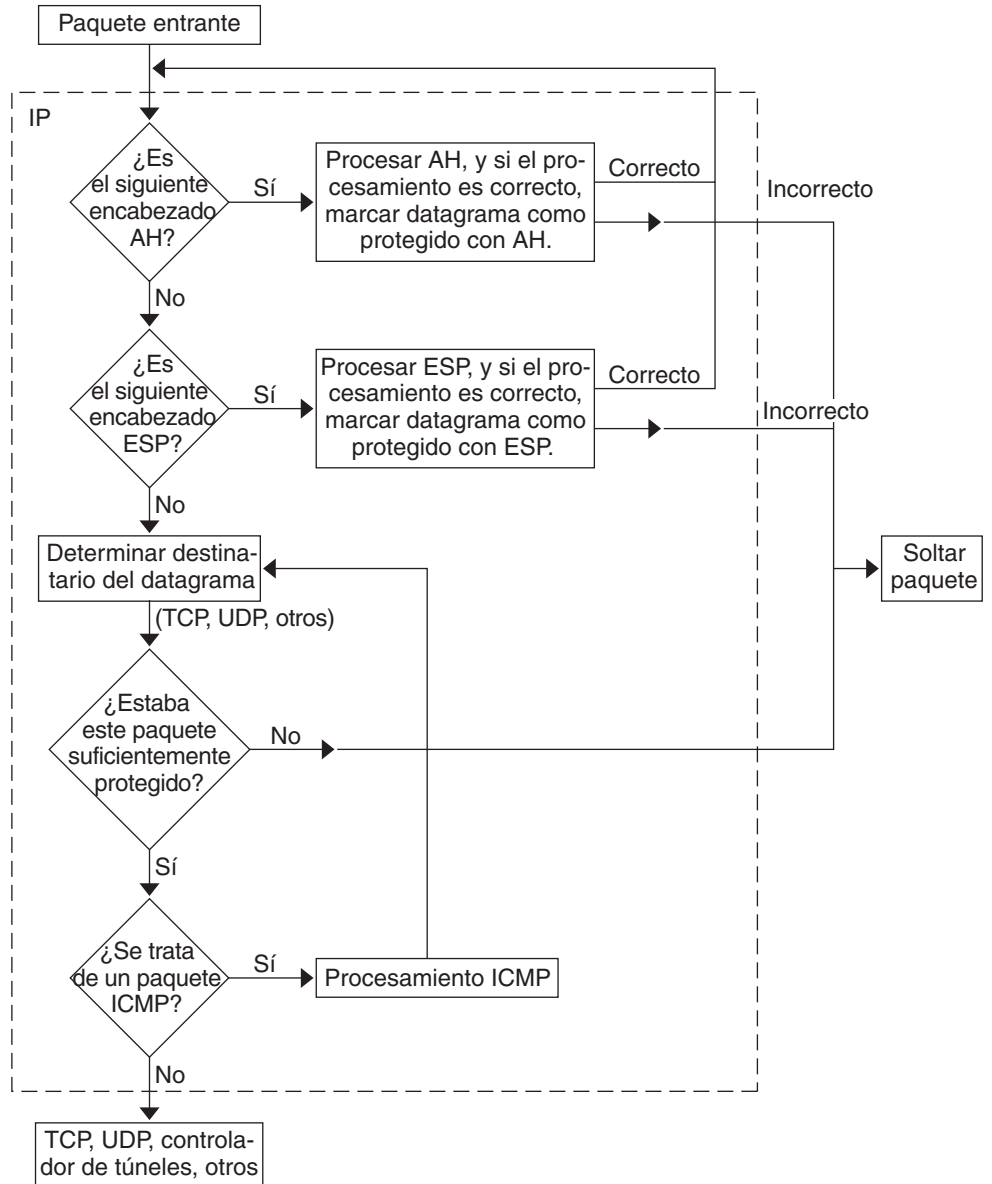 Paquete entrante
IP
¿Es
el siguiente
encabezado
AH?
Sí
Procesar AH, y si el pro-
cesamiento es correcto,
marcar datagrama como
protegido con AH.
Correcto
Incorrecto
No
¿Es
el siguiente
encabezado
ESP?
Sí
Procesar ESP, y si el pro-
cesamiento es correcto,
marcar datagrama como
protegido con ESP.
Correcto
Incorrecto
No
Determinar destina-
tario del datagrama
Soltar
paquete
(TCP, UDP, otros)
¿Estaba
este paquete
suficientemente
protegido?
No
Sí
¿Se trata
de un paquete
ICMP?
Sí
Procesamiento ICMP
No
TCP, UDP, controla-
dor de túneles, otros